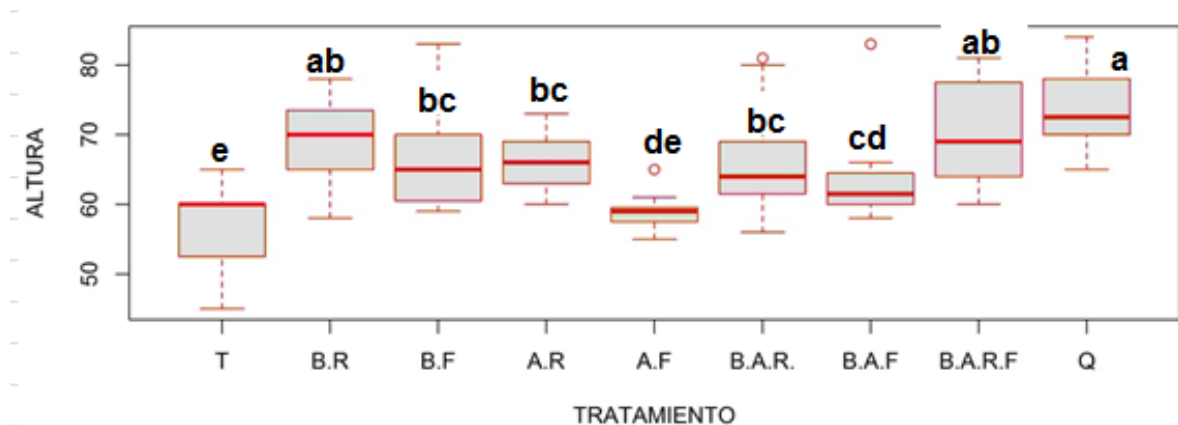 ALTURA
80
70
60
50
e
ab
bc
bc
de
bc
cd
ab
a
T B.R B.F A.R A.F B.A.R. B.A.F B.A.R.F Q
TRATAMIENTO